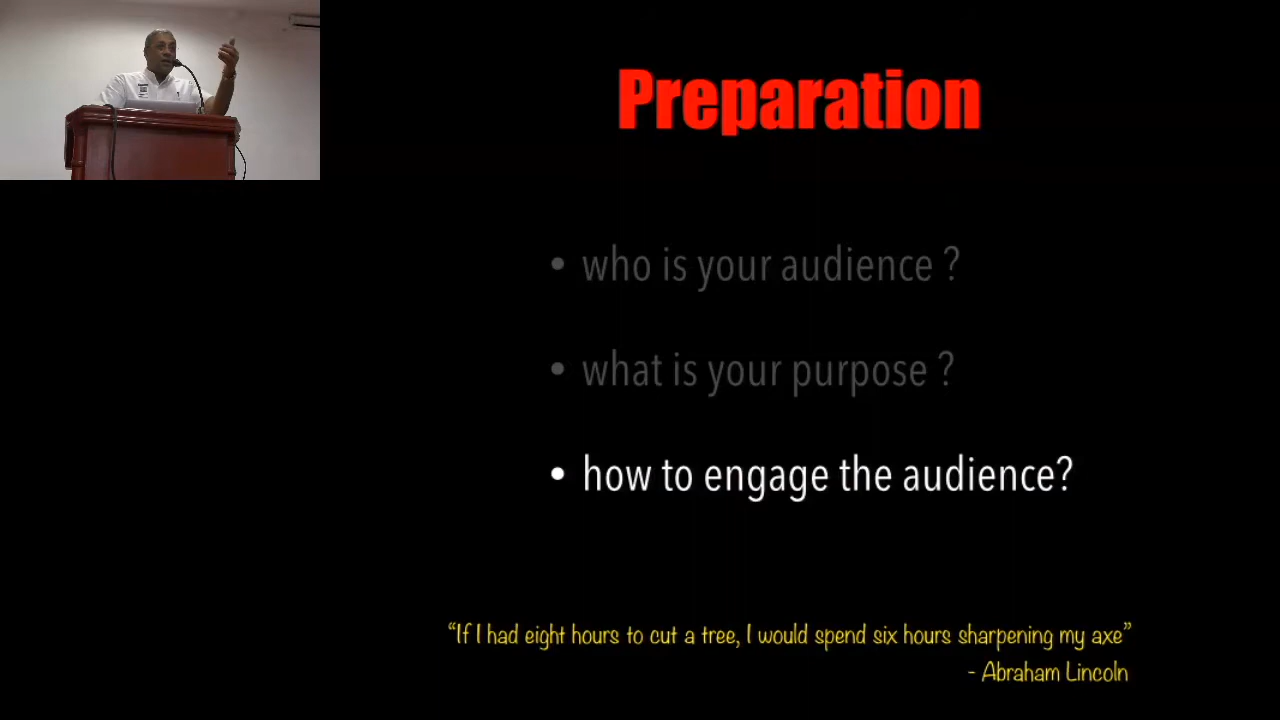 Preparation
• who is your audience ?
• what is your purpose ?
• how to engage the audience?
“If I had eight hours to cut a tree, I would spend six hours sharpening my axe”
- Abraham Lincoln